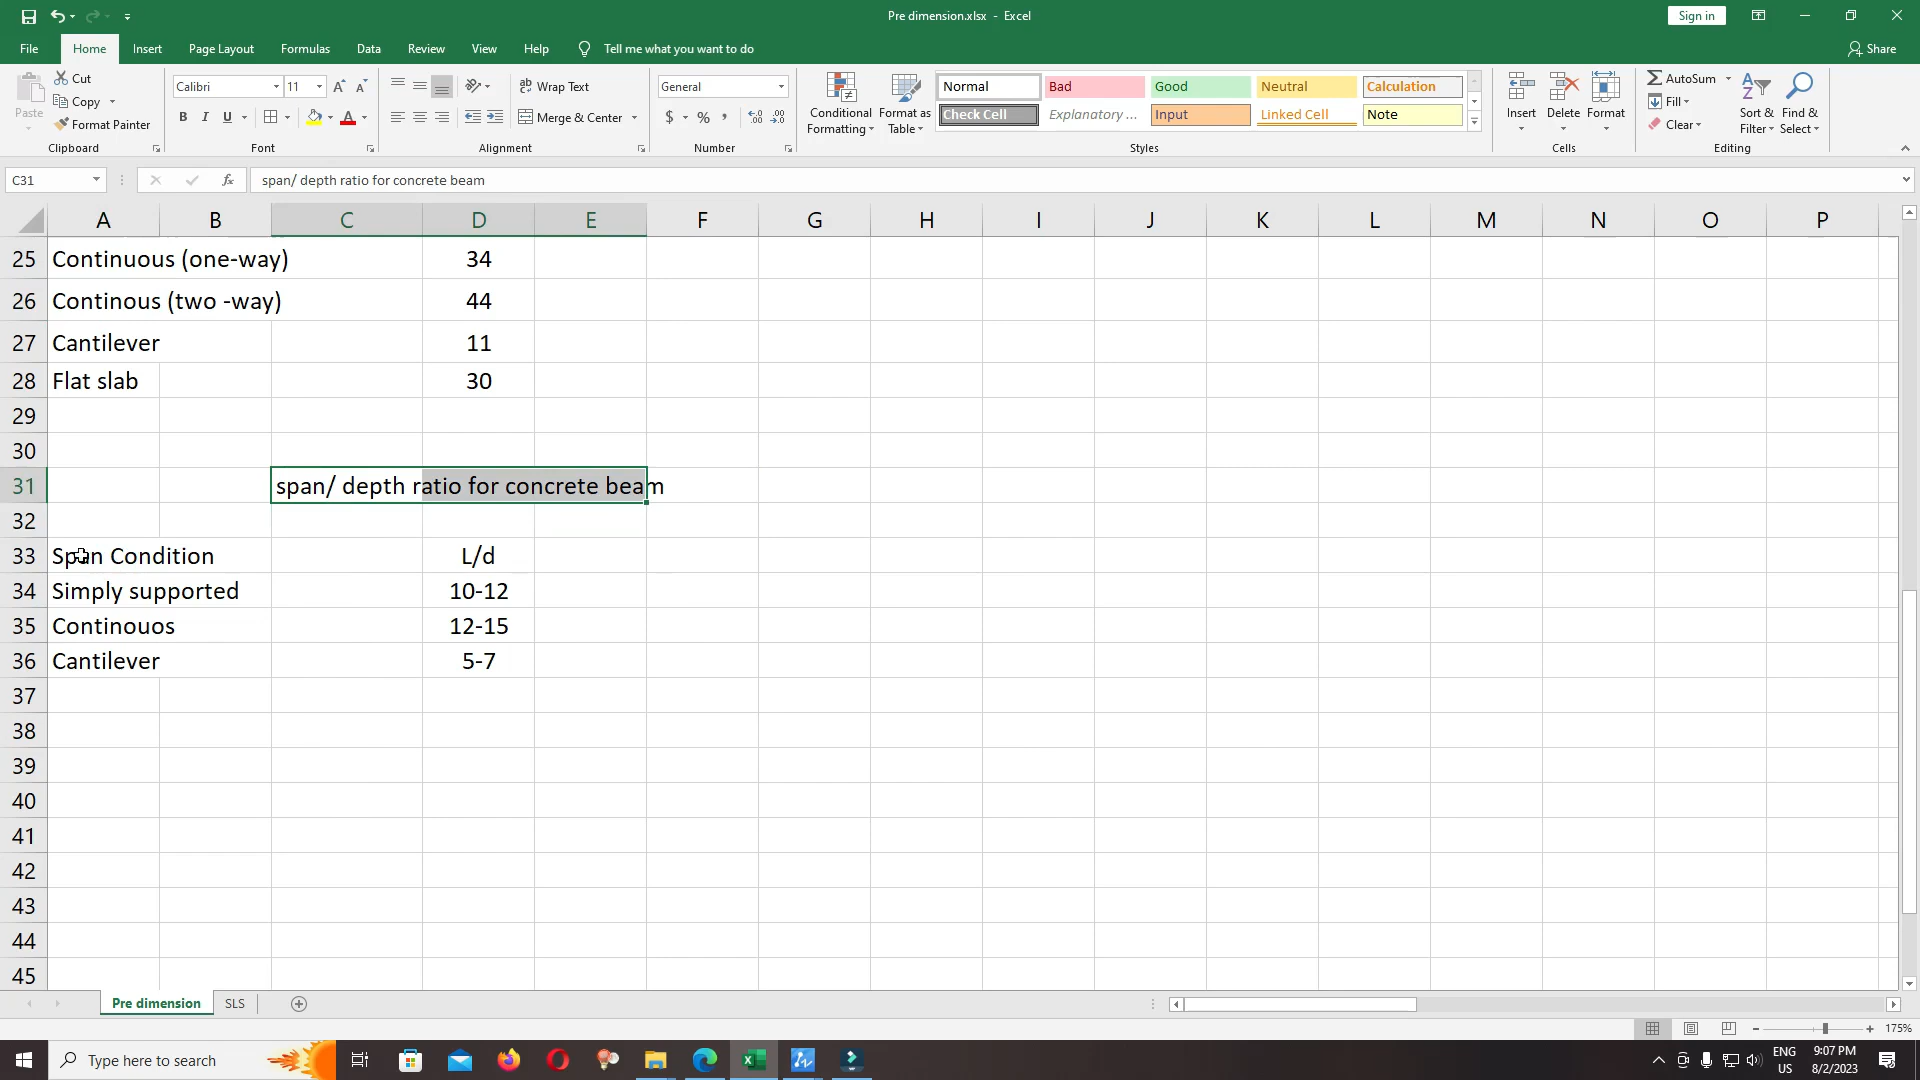 Pre dimension.xlsx - Excel
Sign in
File Home Insert Page Layout Formulas Data Review View Help Tell me what you want to do
Share
Paste
Cut
Copy
Format Painter
Clipboard
Calibri 11
B I U
Font
Wrap Text
Merge & Center
Alignment
General
$ % ,
Number
Conditional Formatting
Format as Table
Normal Bad Good Neutral Calculation
Check Cell Explanatory ... Input Linked Cell Note
Styles
Insert Delete Format
Cells
AutoSum
Fill
Clear
Sort & Filter
Find & Select
Editing
C31
fx
span/ depth ratio for concrete beam
A B C D E F G H I J K L M N O P
25 Continuous (one-way) 34
26 Continous (two -way) 44
27 Cantilever 11
28 Flat slab 30
29
30
31 span/ depth ratio for concrete beam
32
33 Span Condition L/d
34 Simply supported 10-12
35 Continouos 12-15
36 Cantilever 5-7
37
38
39
40
41
42
43
44
45
Pre dimension SLS
175%
Type here to search
ENG
US
9:07 PM
8/2/2023